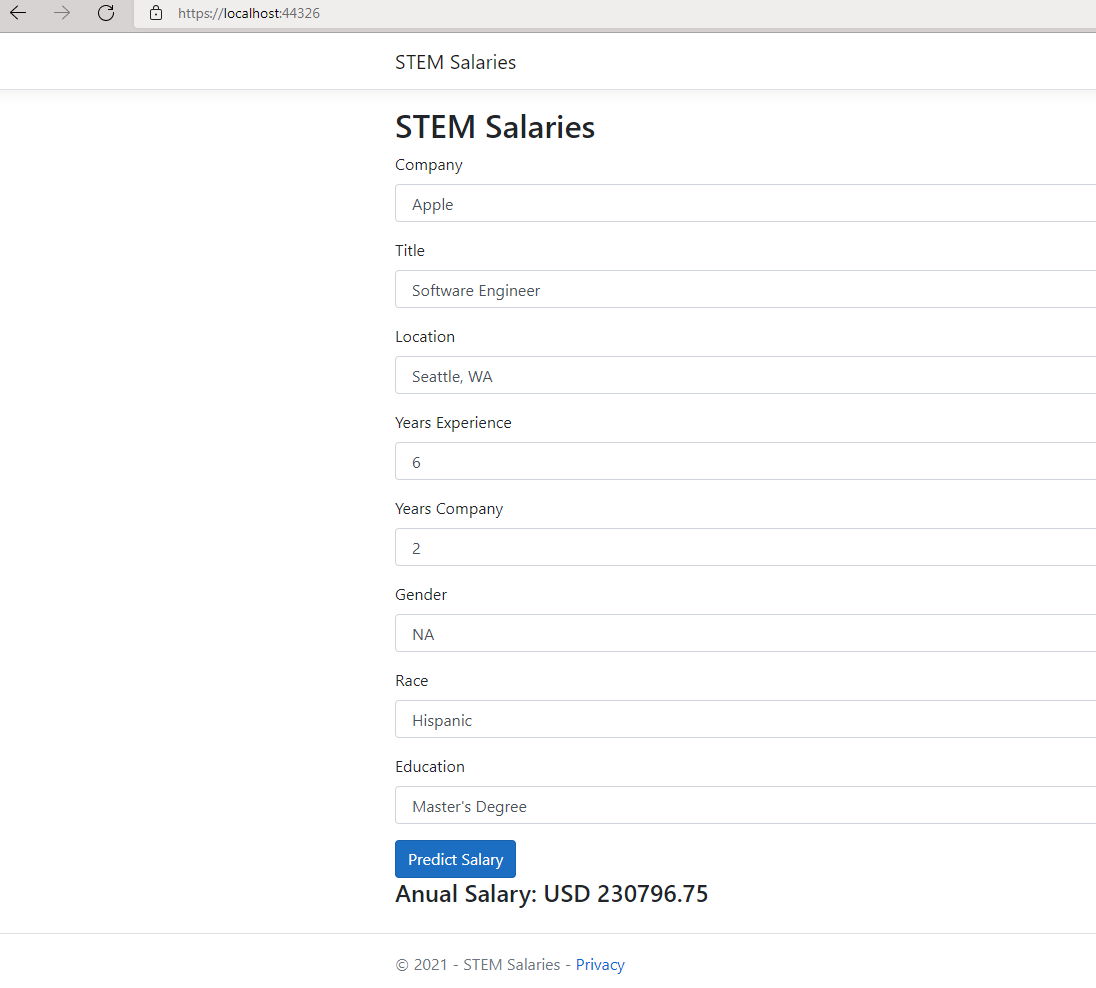 https://localhost:44326
STEM Salaries
STEM Salaries
Company
Apple
Title
Software Engineer
Location
Seattle, WA
Years Experience
6
Years Company
2
Gender
NA
Race
Hispanic
Education
Master's Degree
Predict Salary
Anual Salary: USD 230796.75
© 2021 - STEM Salaries - Privacy